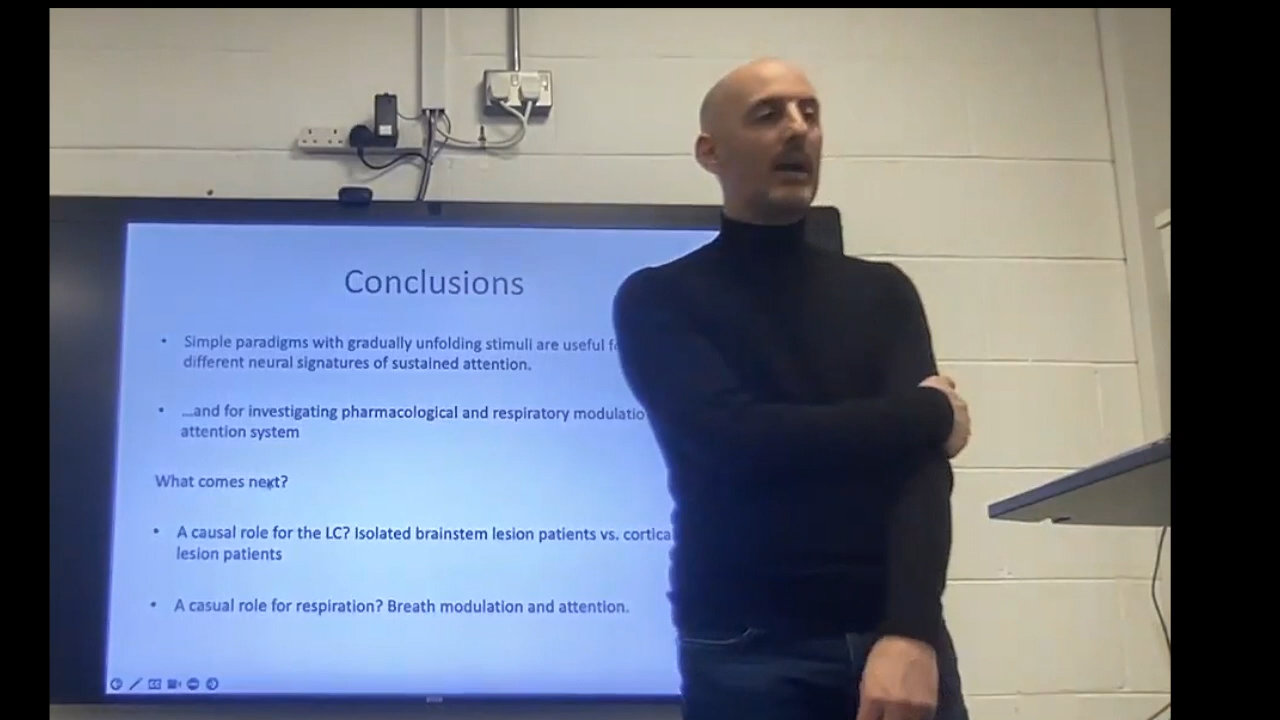 Conclusions
• Simple paradigms with gradually unfolding stimuli are useful
different neural signatures of sustained attention.
• ...and for investigating pharmacological and respiratory
attention system
What comes next?
• A causal role for the LC? Isolated brainstem lesion patients vs.
lesion patients
• A casual role for respiration? Breath modulation and attention.